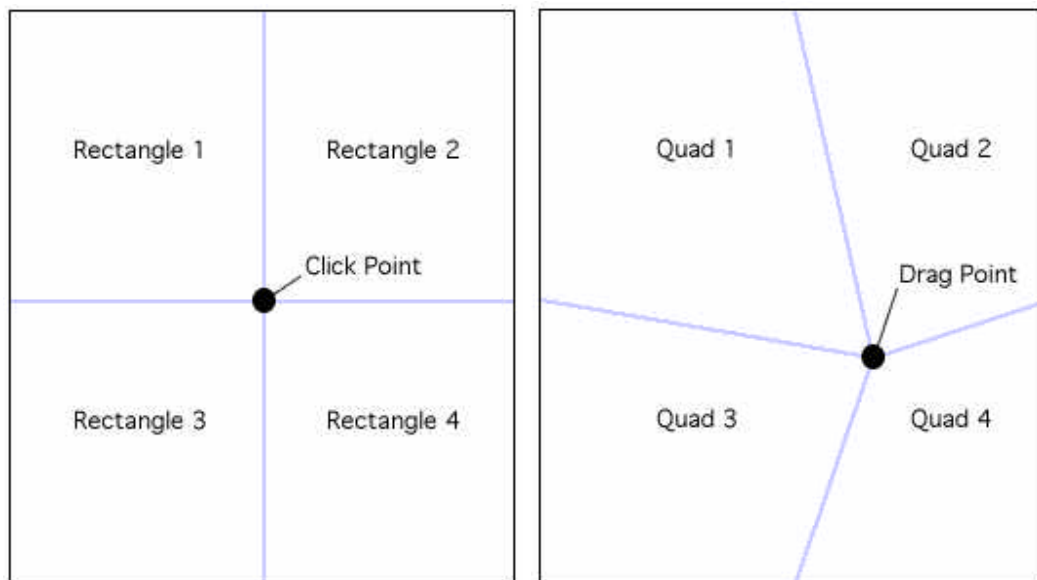 Rectangle 1
Rectangle 2
Click Point
Rectangle 3
Rectangle 4
Quad 1
Quad 2
Drag Point
Quad 3
Quad 4